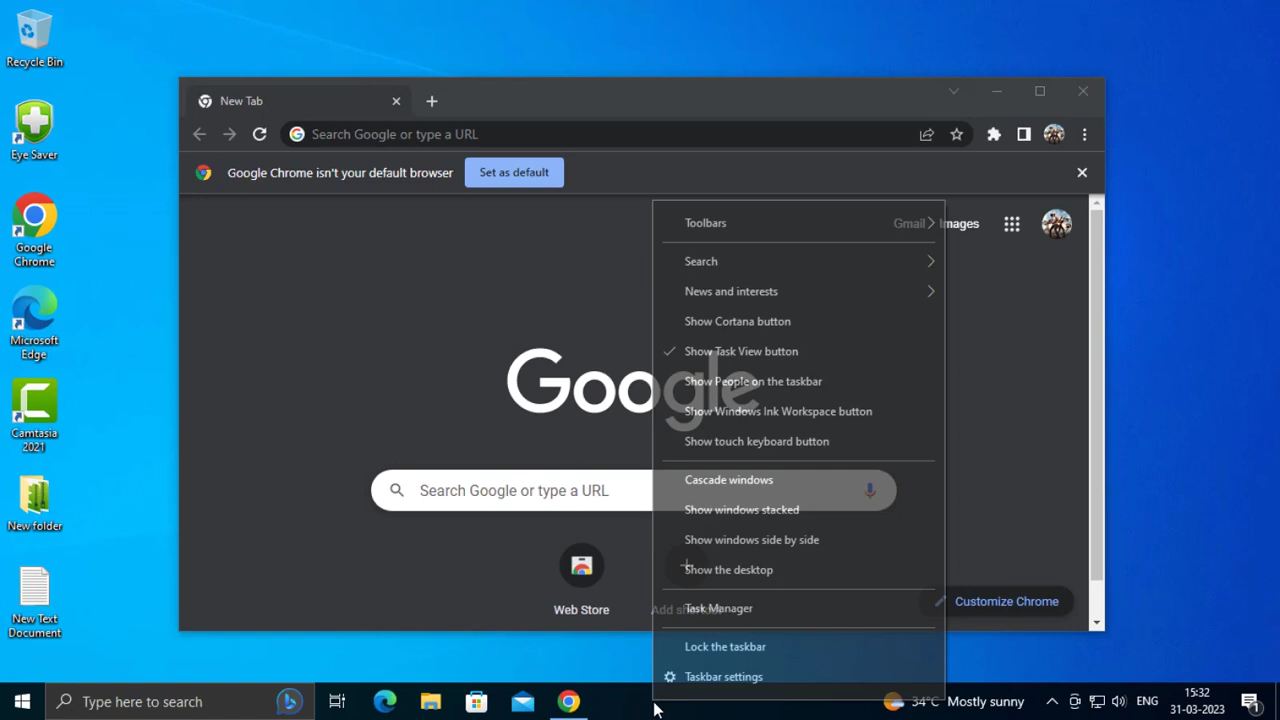 Recycle Bin
Eye Saver
Google
Chrome
Microsoft
Edge
Camtasia
2021
New folder
New Text
Document
New Tab
Search Google or type a URL
Google Chrome isn't your default browser
Set as default
Gmail
Images
Google
Search Google or type a URL
Web Store
Add shortcut
Customize Chrome
Toolbars
Search
News and interests
Show Cortana button
Show Task View button
Show People on the taskbar
Show Windows Ink Workspace button
Show touch keyboard button
Cascade windows
Show windows stacked
Show windows side by side
Show the desktop
Task Manager
Lock the taskbar
Taskbar settings
Type here to search
34°C Mostly sunny
ENG
15:32
31-03-2023
1